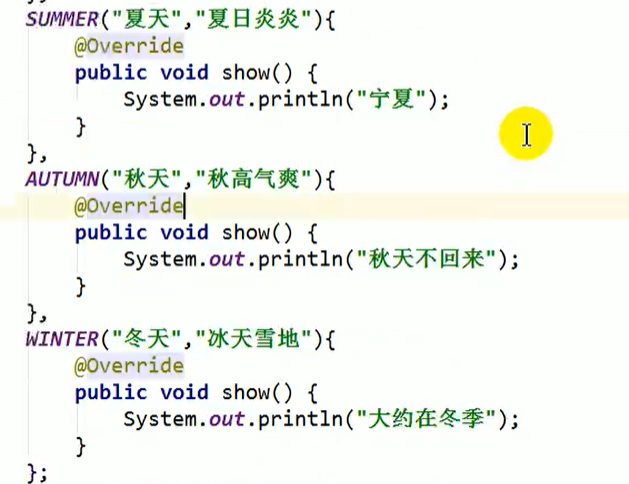 SUMMER("夏天","夏日炎炎"){
@Override
public void show() {
System.out.println("宁夏");
}
},
AUTUMN("秋天","秋高气爽"){
@Override
public void show() {
System.out.println("秋天不回来");
}
},
WINTER("冬天","冰天雪地"){
@Override
public void show() {
System.out.println("大约在冬季");
}
};